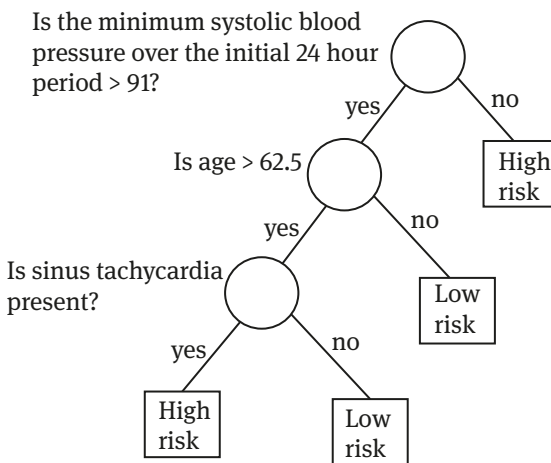 Is the minimum systolic blood
pressure over the initial 24 hour
period > 91?
yes
no
High
risk
Is age > 62.5
yes
no
Low
risk
Is sinus tachycardia
present?
yes
no
High
risk
Low
risk